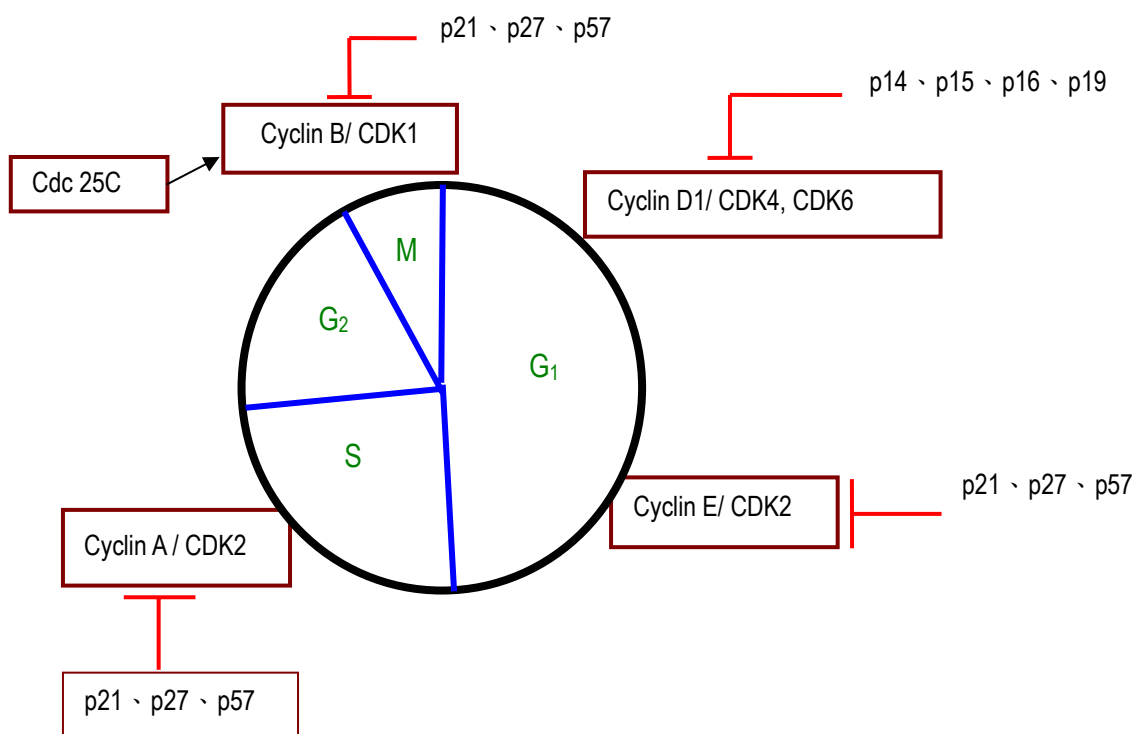 p21、p27、p57
p14、p15、p16、p19
Cyclin B/ CDK1
Cdc 25C
Cyclin D1/ CDK4, CDK6
M
G₂
G₁
S
p21、p27、p57
Cyclin E/ CDK2
Cyclin A / CDK2
p21、p27、p57